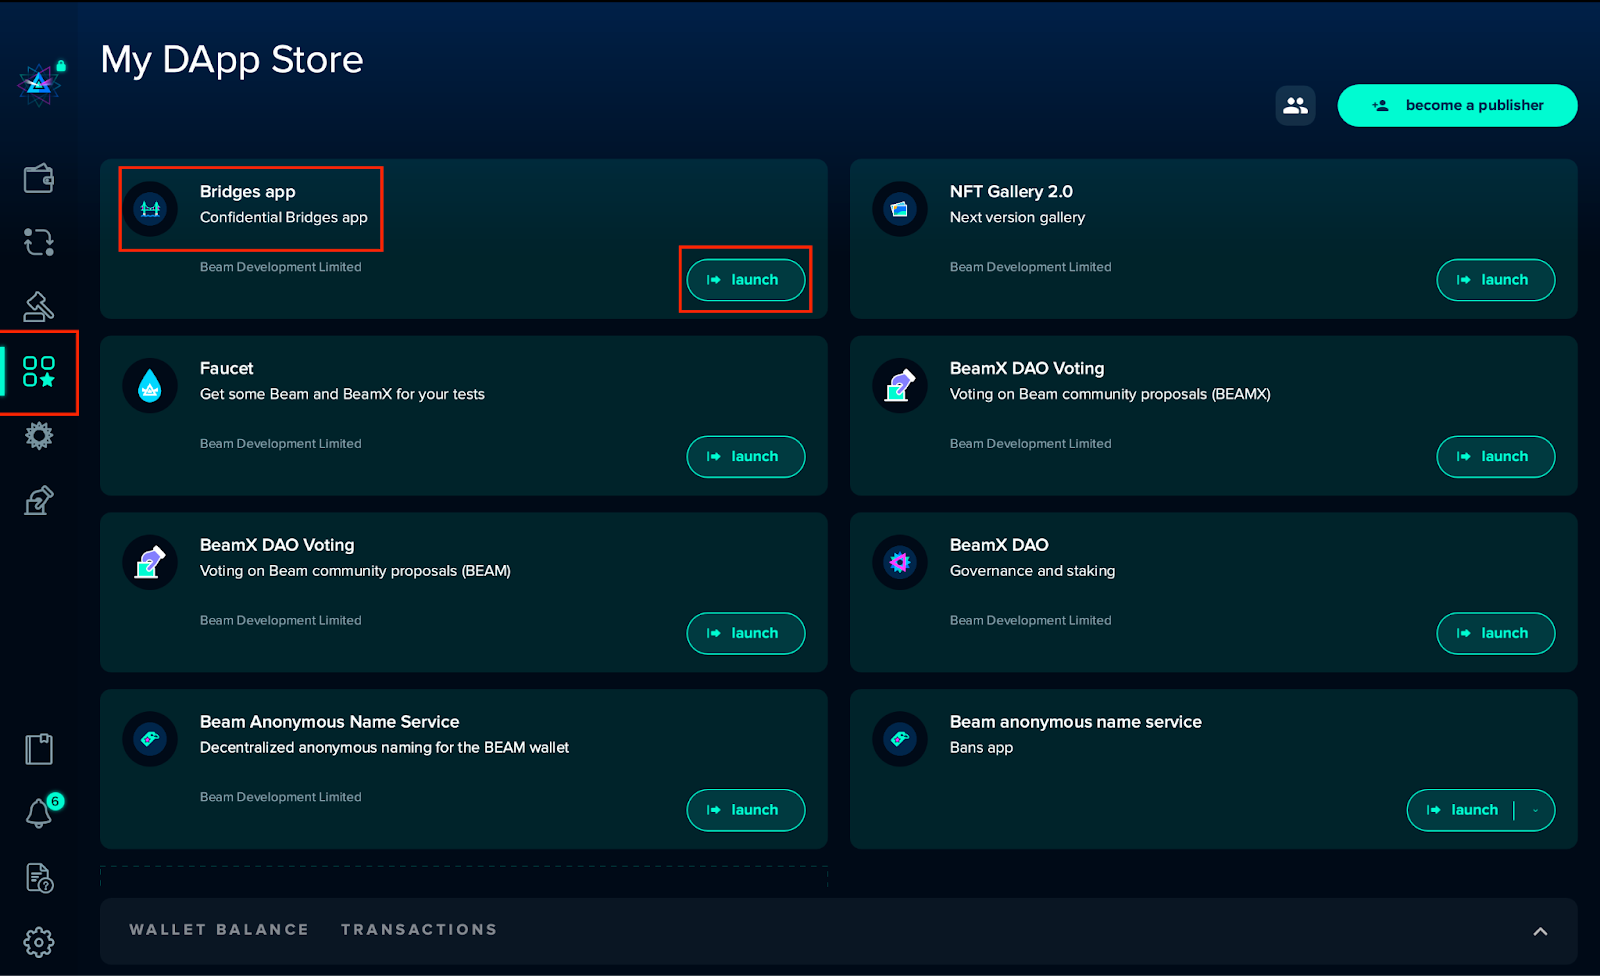 My DApp Store
become a publisher
Bridges app
Confidential Bridges app
Beam Development Limited
launch
NFT Gallery 2.0
Next version gallery
Beam Development Limited
launch
Faucet
Get some Beam and BeamX for your tests
Beam Development Limited
launch
BeamX DAO Voting
Voting on Beam community proposals (BEAMX)
Beam Development Limited
launch
BeamX DAO Voting
Voting on Beam community proposals (BEAM)
Beam Development Limited
launch
BeamX DAO
Governance and staking
Beam Development Limited
launch
Beam Anonymous Name Service
Decentralized anonymous naming for the BEAM wallet
Beam Development Limited
launch
Beam anonymous name service
Bans app
launch
6
WALLET BALANCE TRANSACTIONS